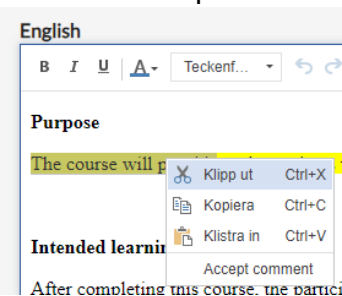 English
B I U A Teckenf...
Purpose
The course will p
Klipp ut Ctrl+X
Kopiera Ctrl+C
Klistra in Ctrl+V
Accept comment
Intended learnin
After completing this course, the partici